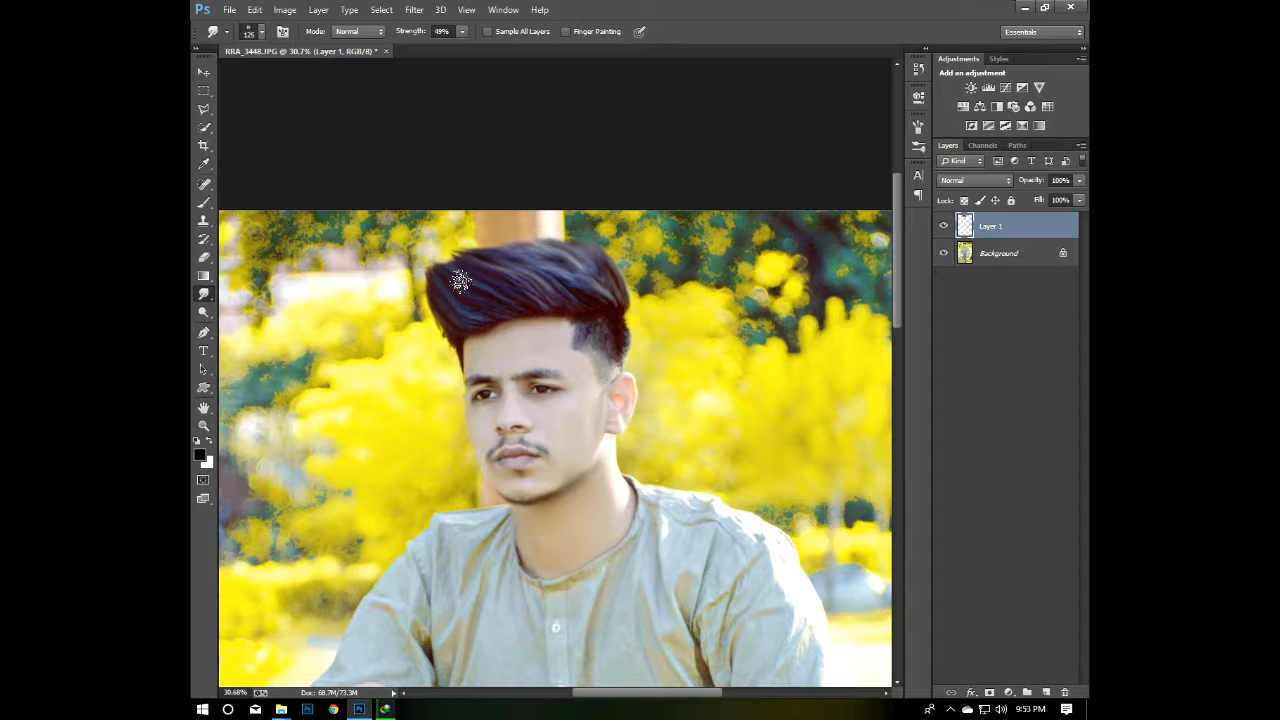 Ps File Edit Image Layer Type Select Filter 3D View Window Help
125 Mode: Normal Strength: 49% Sample All Layers Finger Painting Essentials
RRA_3448.JPG @ 30.7% (Layer 1, RGB/8) * ×
Adjustments Styles
Add an adjustment
Layers Channels Paths
Kind
Normal Opacity: 100%
Lock: Fill: 100%
Layer 1
Background
30.68% Doc: 68.7M/73.3M
9:53 PM